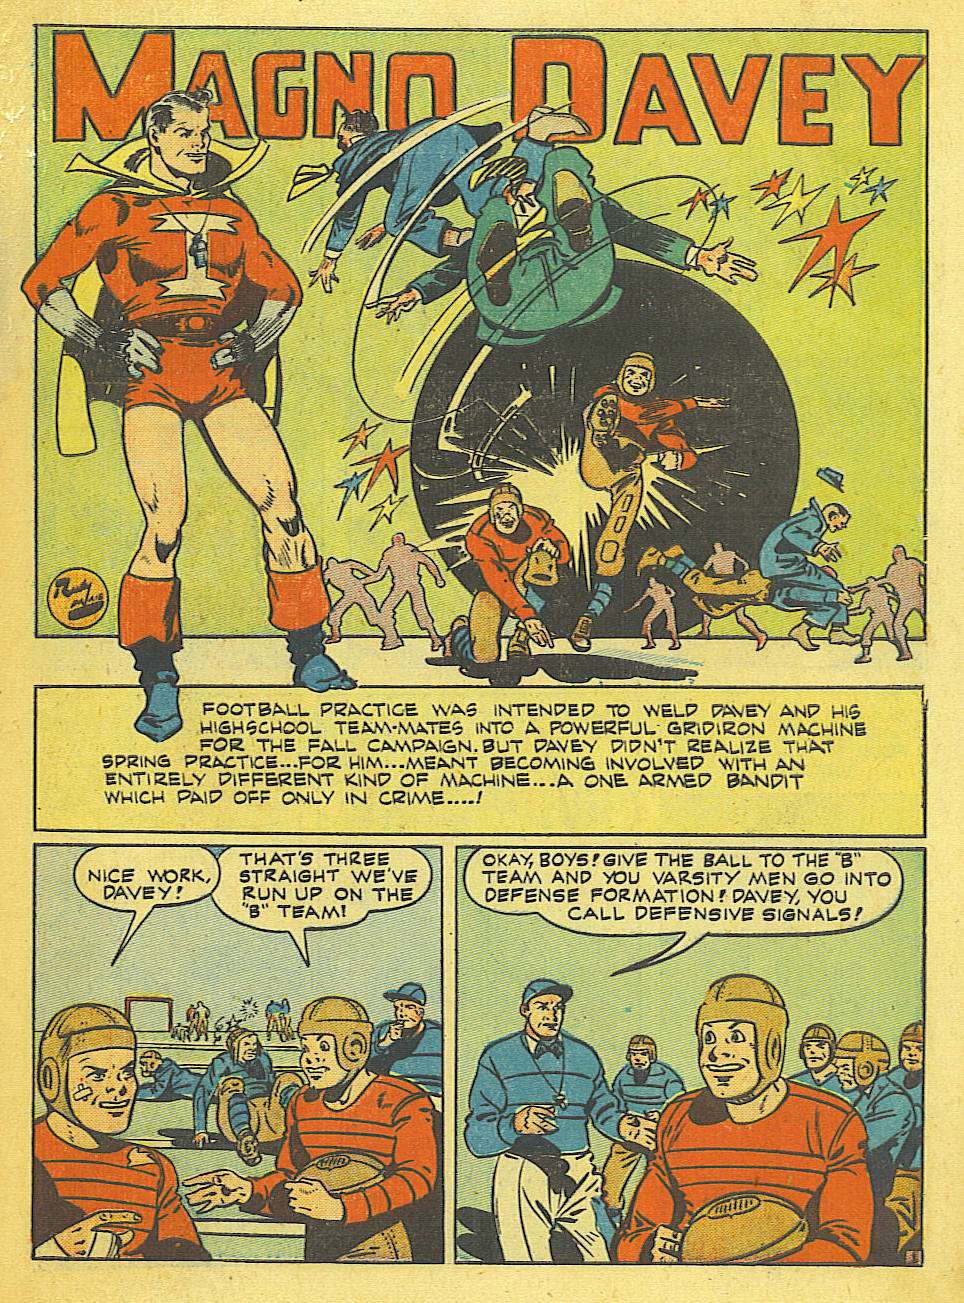 MAGNO DAVEY
Rudy
FOOTBALL PRACTICE WAS INTENDED TO WELD DAVEY AND HIS
HIGHSCHOOL TEAM-MATES INTO A POWERFUL GRIDIRON MACHINE
FOR THE FALL CAMPAIGN. BUT DAVEY DIDN'T REALIZE THAT
SPRING PRACTICE...FOR HIM...MEANT BECOMING INVOLVED WITH AN
ENTIRELY DIFFERENT KIND OF MACHINE...A ONE ARMED BANDIT
WHICH PAID OFF ONLY IN CRIME....!
NICE WORK,
DAVEY!
THAT'S THREE
STRAIGHT WE'VE
RUN UP ON THE
"B" TEAM!
OKAY, BOYS! GIVE THE BALL TO THE "B"
TEAM AND YOU VARSITY MEN GO INTO
DEFENSE FORMATION! DAVEY, YOU
CALL DEFENSIVE SIGNALS!
1